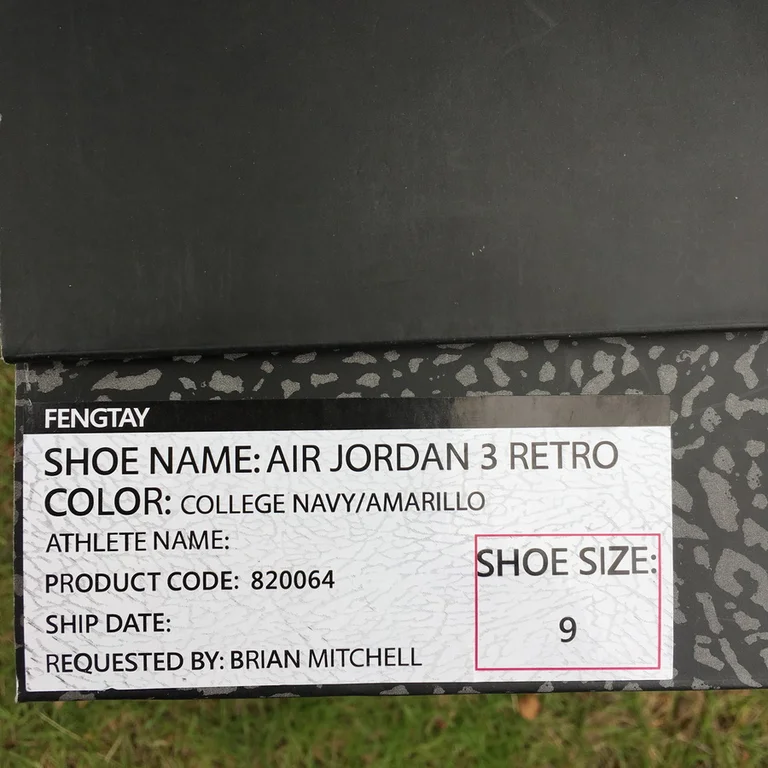 FENGTAY
SHOE NAME: AIR JORDAN 3 RETRO
COLOR: COLLEGE NAVY/AMARILLO
ATHLETE NAME:
PRODUCT CODE: 820064
SHIP DATE:
REQUESTED BY: BRIAN MITCHELL
SHOE SIZE:
9